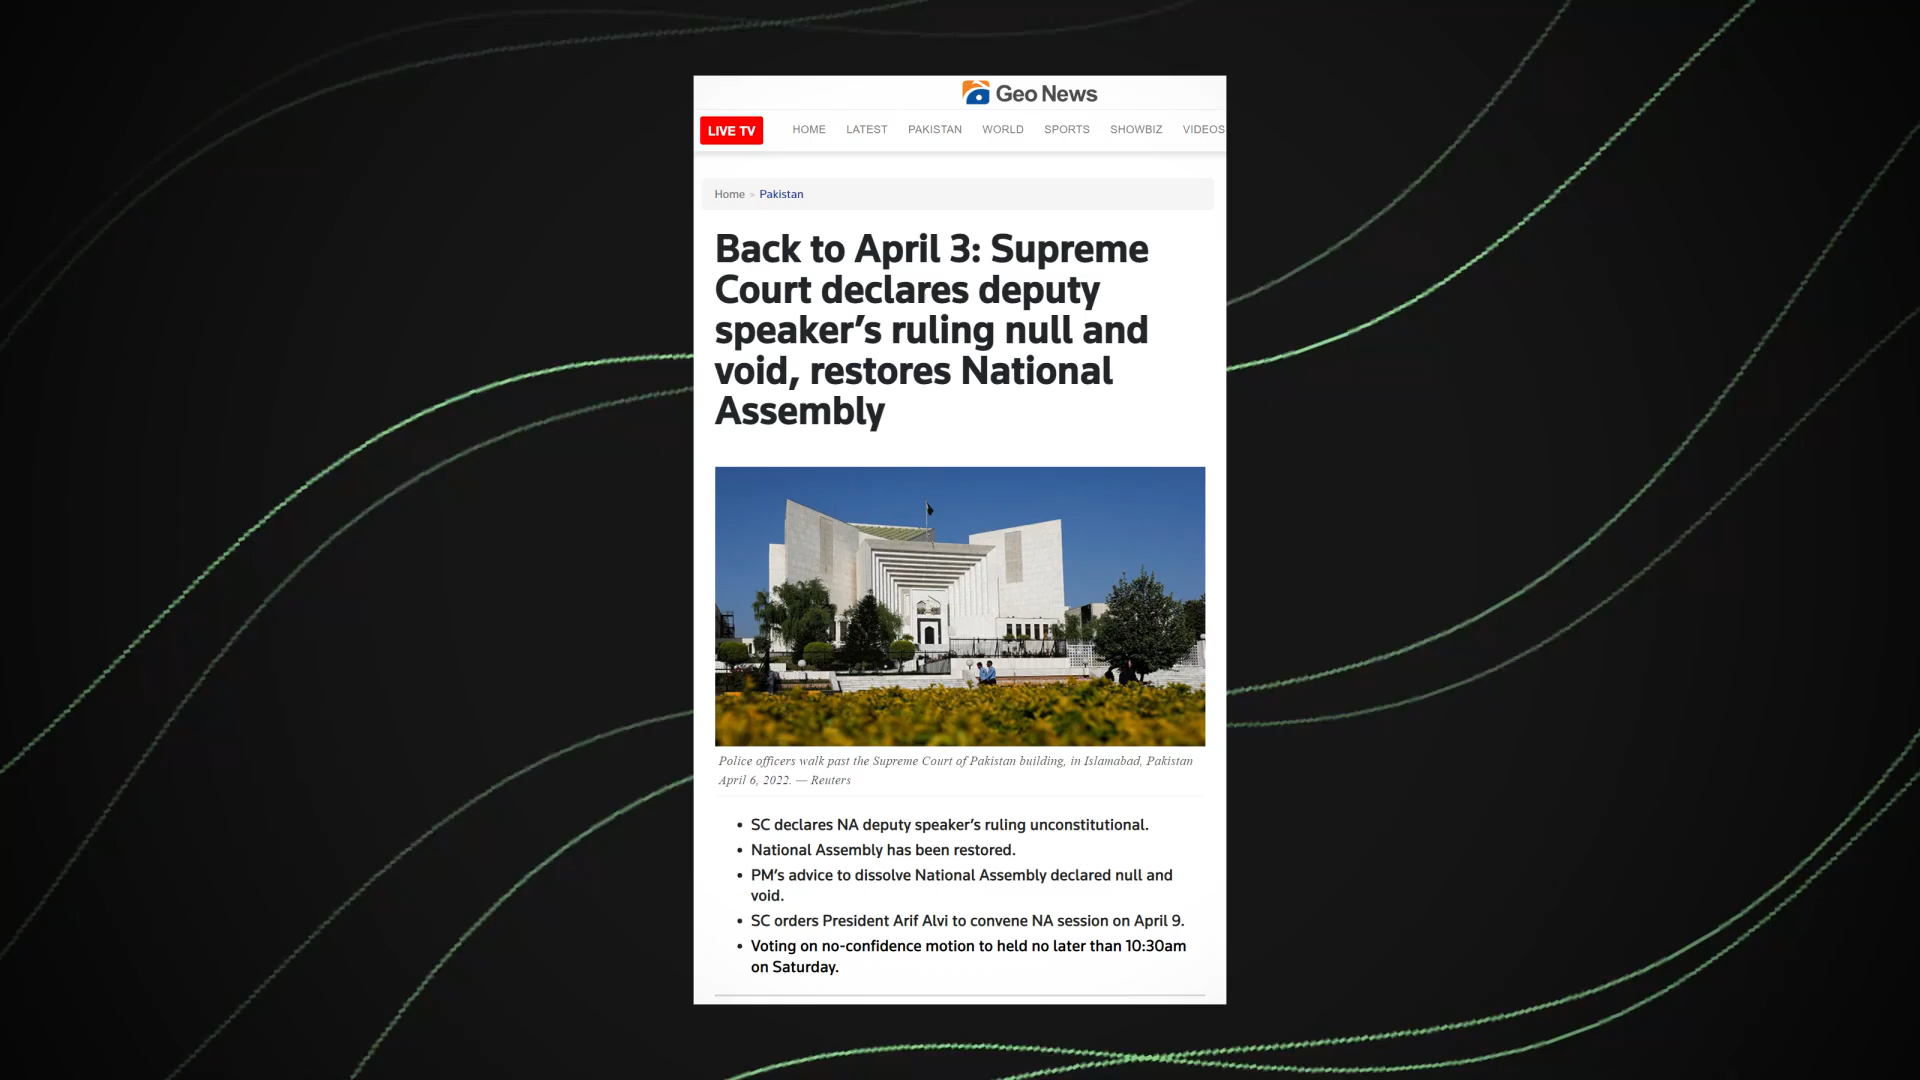 Geo News
LIVE TV HOME LATEST PAKISTAN WORLD SPORTS SHOWBIZ VIDEOS
Home > Pakistan
Back to April 3: Supreme
Court declares deputy
speaker’s ruling null and
void, restores National
Assembly
Police officers walk past the Supreme Court of Pakistan building, in Islamabad, Pakistan
April 6, 2022. — Reuters
• SC declares NA deputy speaker’s ruling unconstitutional.
• National Assembly has been restored.
• PM’s advice to dissolve National Assembly declared null and
void.
• SC orders President Arif Alvi to convene NA session on April 9.
• Voting on no-confidence motion to held no later than 10:30am
on Saturday.